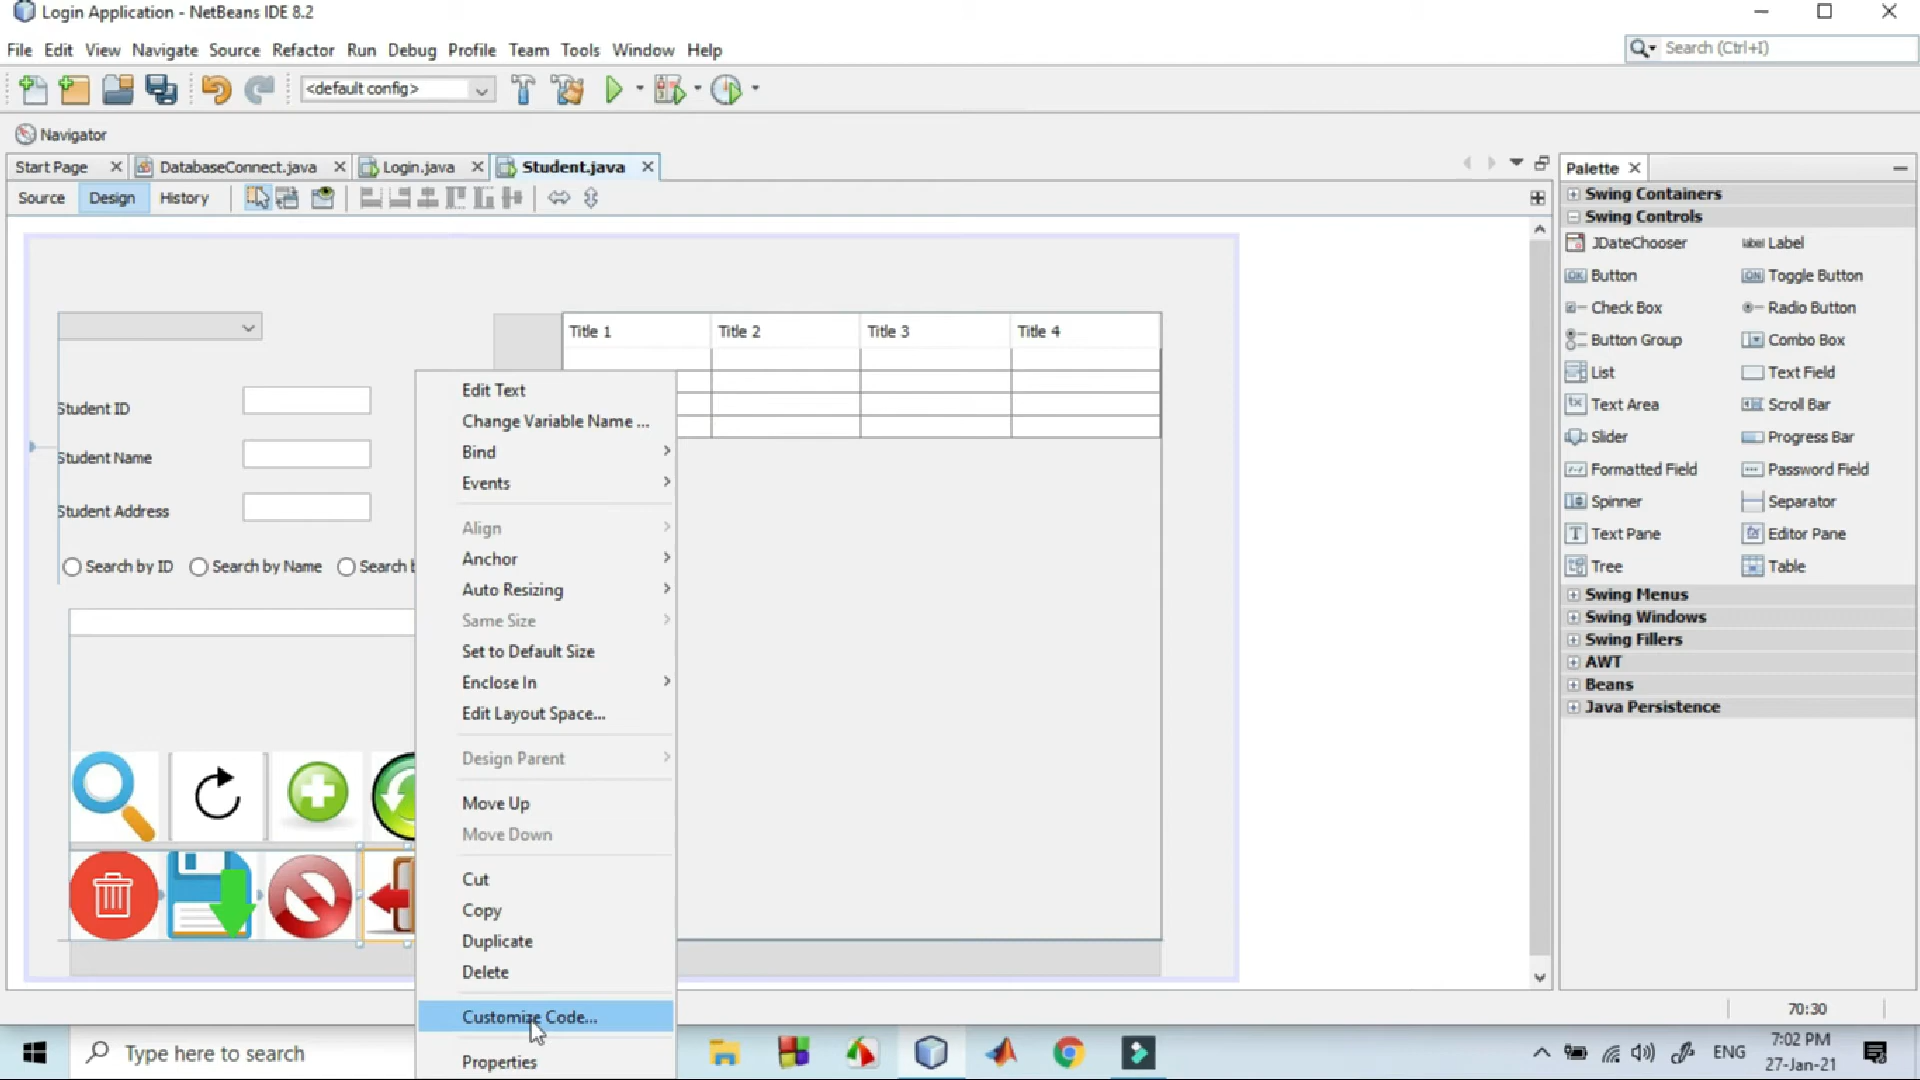 Login Application - NetBeans IDE 8.2
File Edit View Navigate Source Refactor Run Debug Profile Team Tools Window Help
Search (Ctrl+I)
<default config>
Navigator
Start Page DatabaseConnect.java Login.java Student.java
Source Design History
Title 1 Title 2 Title 3 Title 4
Student ID
Student Name
Student Address
Search by ID Search by Name Search
Edit Text
Change Variable Name ...
Bind
Events
Align
Anchor
Auto Resizing
Same Size
Set to Default Size
Enclose In
Edit Layout Space...
Design Parent
Move Up
Move Down
Cut
Copy
Duplicate
Delete
Customize Code...
Properties
Palette
Swing Containers
Swing Controls
JDateChooser Label
Button Toggle Button
Check Box Radio Button
Button Group Combo Box
List Text Field
Text Area Scroll Bar
Slider Progress Bar
Formatted Field Password Field
Spinner Separator
Text Pane Editor Pane
Tree Table
Swing Menus
Swing Windows
Swing Fillers
AWT
Beans
Java Persistence
70:30
Type here to search
ENG
7:02 PM
27-Jan-21